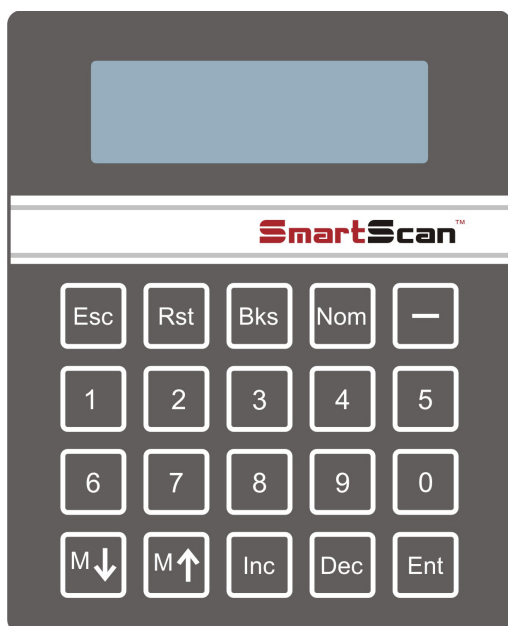 SmartScan™
Esc Rst Bks Nom —
1 2 3 4 5
6 7 8 9 0
M↓ M↑ Inc Dec Ent